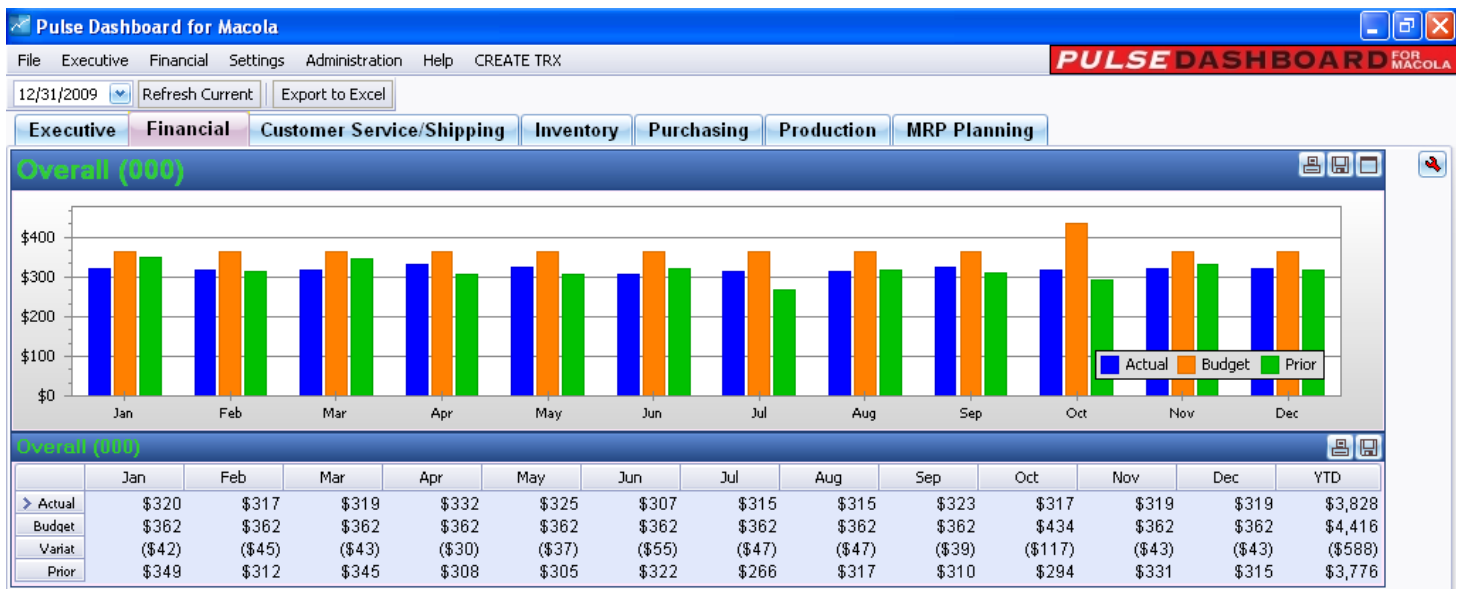 Pulse Dashboard for Macola
File Executive Financial Settings Administration Help CREATE TRX PULSE DASHBOARD FOR MACOLA
12/31/2009 Refresh Current Export to Excel
Executive Financial Customer Service/Shipping Inventory Purchasing Production MRP Planning
Overall (000)
$400
$300
$200
$100
$0
Actual Budget Prior
Jan Feb Mar Apr May Jun Jul Aug Sep Oct Nov Dec
Overall (000)
Jan Feb Mar Apr May Jun Jul Aug Sep Oct Nov Dec YTD
Actual $320 $317 $319 $332 $325 $307 $315 $315 $323 $317 $319 $319 $3,828
Budget $362 $362 $362 $362 $362 $362 $362 $362 $362 $434 $362 $362 $4,416
Variat ($42) ($45) ($43) ($30) ($37) ($55) ($47) ($47) ($39) ($117) ($43) ($43) ($588)
Prior $349 $312 $345 $308 $305 $322 $266 $317 $310 $294 $331 $315 $3,776